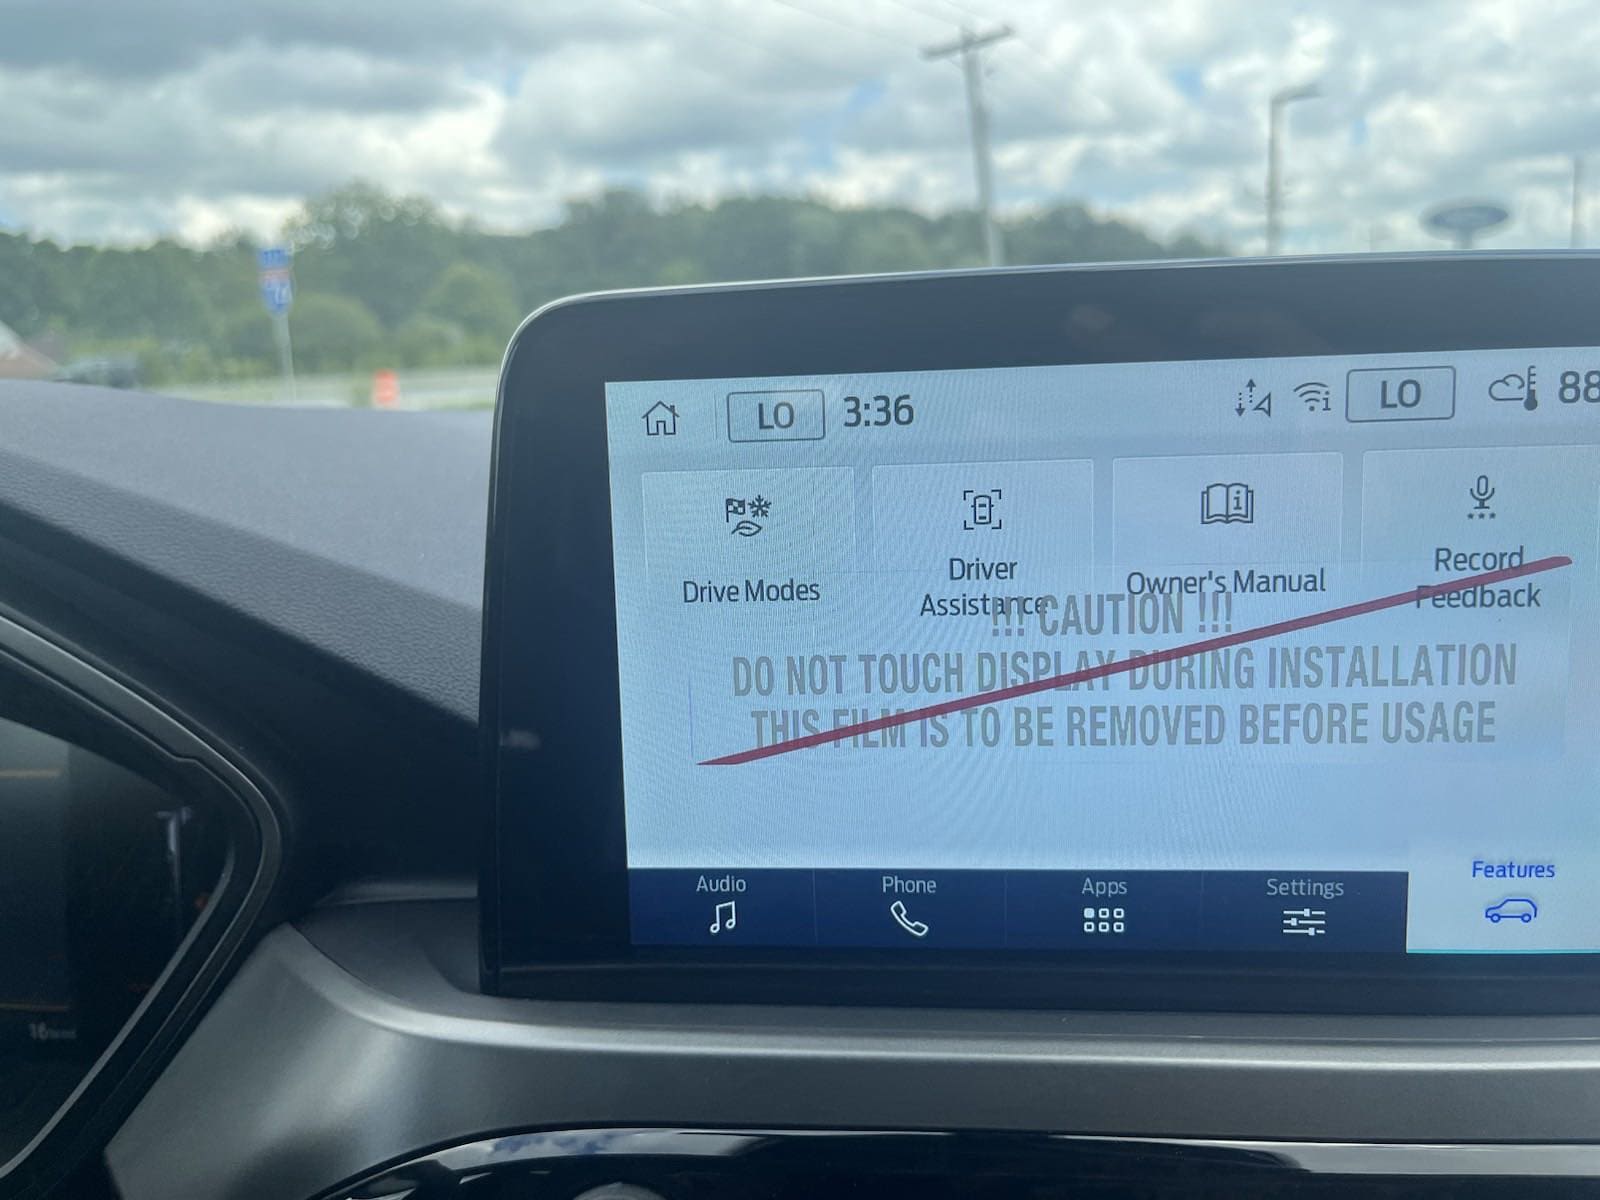 LO 3:36 LO 88
Drive Modes
Driver
Assistance
Owner's Manual
Record
Feedback
!!! CAUTION !!!
DO NOT TOUCH DISPLAY DURING INSTALLATION
THIS FILM IS TO BE REMOVED BEFORE USAGE
Audio
Phone
Apps
Settings
Features